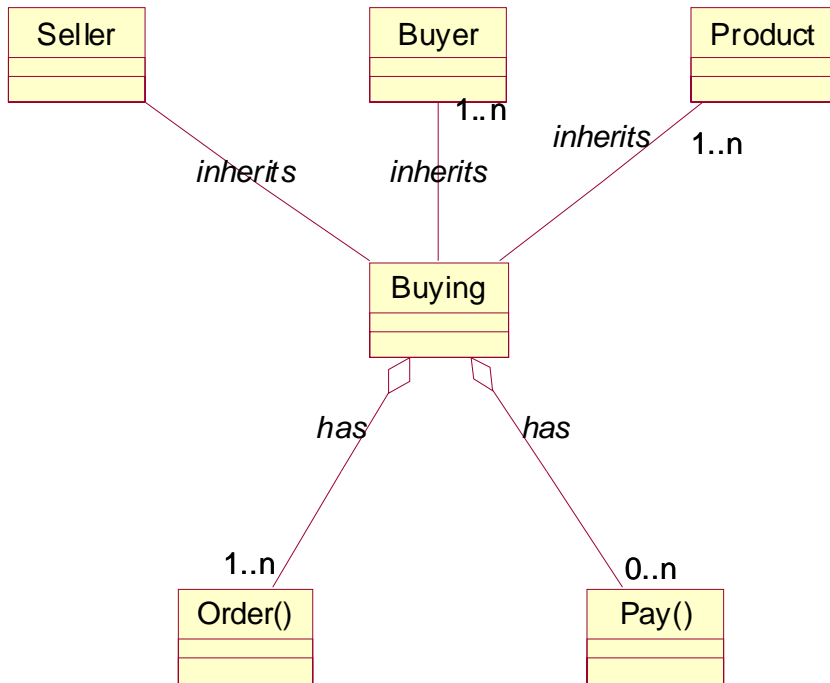 Seller
Buyer
Product
1..n
1..n
inherits
inherits
inherits
Buying
has
has
1..n
0..n
Order()
Pay()